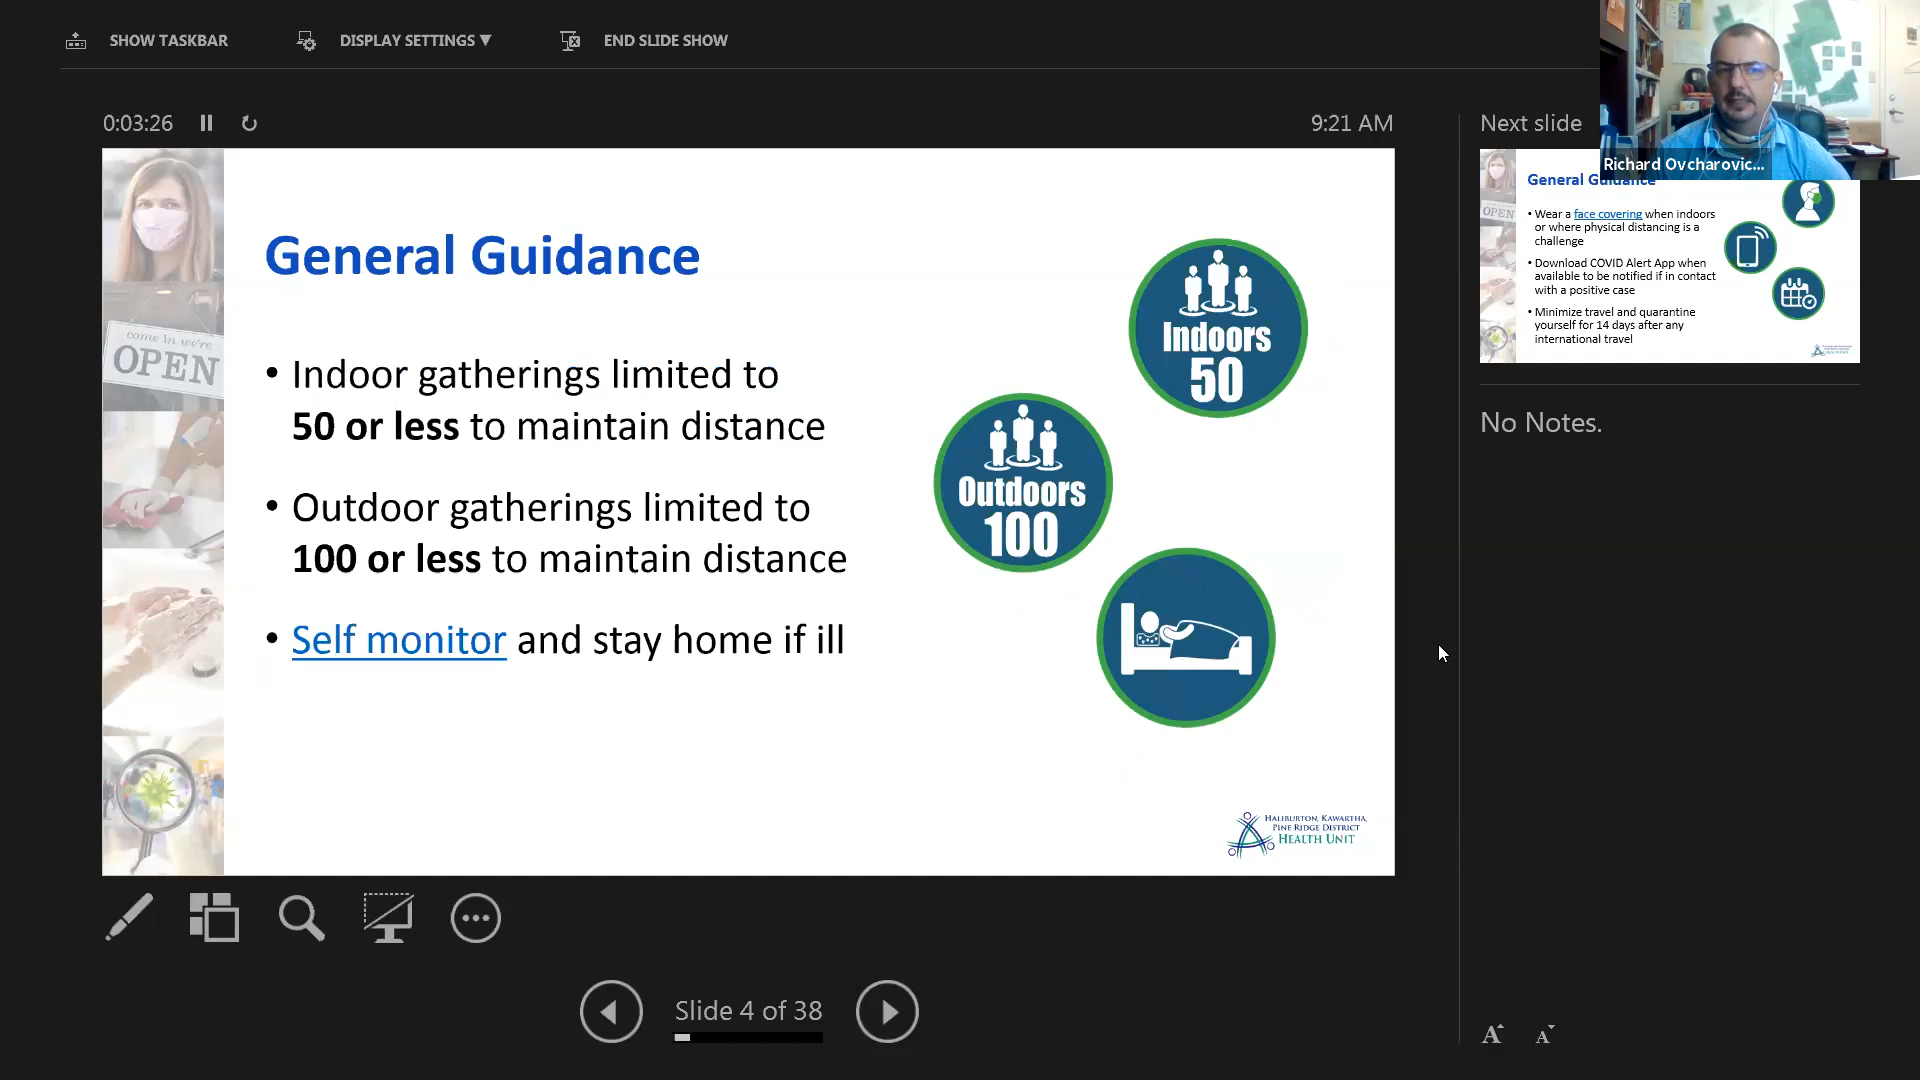 SHOW TASKBAR
DISPLAY SETTINGS ▼
END SLIDE SHOW
0:03:26
9:21 AM
Next slide
Richard Ovcharovic...
come in we're
OPEN
General Guidance
• Indoor gatherings limited to
50 or less to maintain distance
• Outdoor gatherings limited to
100 or less to maintain distance
• Self monitor and stay home if ill
Indoors
50
Outdoors
100
HALIBURTON, KAWARTHA,
PINE RIDGE DISTRICT
HEALTH UNIT
General Guidance
OPEN
• Wear a face covering when indoors
or where physical distancing is a
challenge
• Download COVID Alert App when
available to be notified if in contact
with a positive case
• Minimize travel and quarantine
yourself for 14 days after any
international travel
No Notes.
Slide 4 of 38
A A